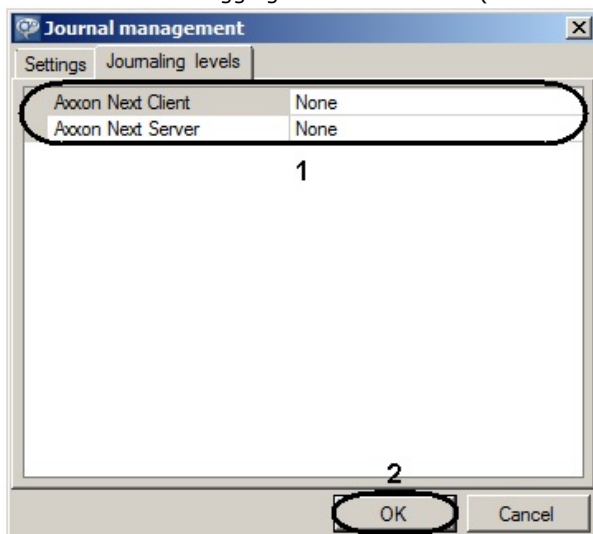 Journal management
Settings Journaling levels
Axxon Next Client None
Axxon Next Server None
1
2
OK Cancel